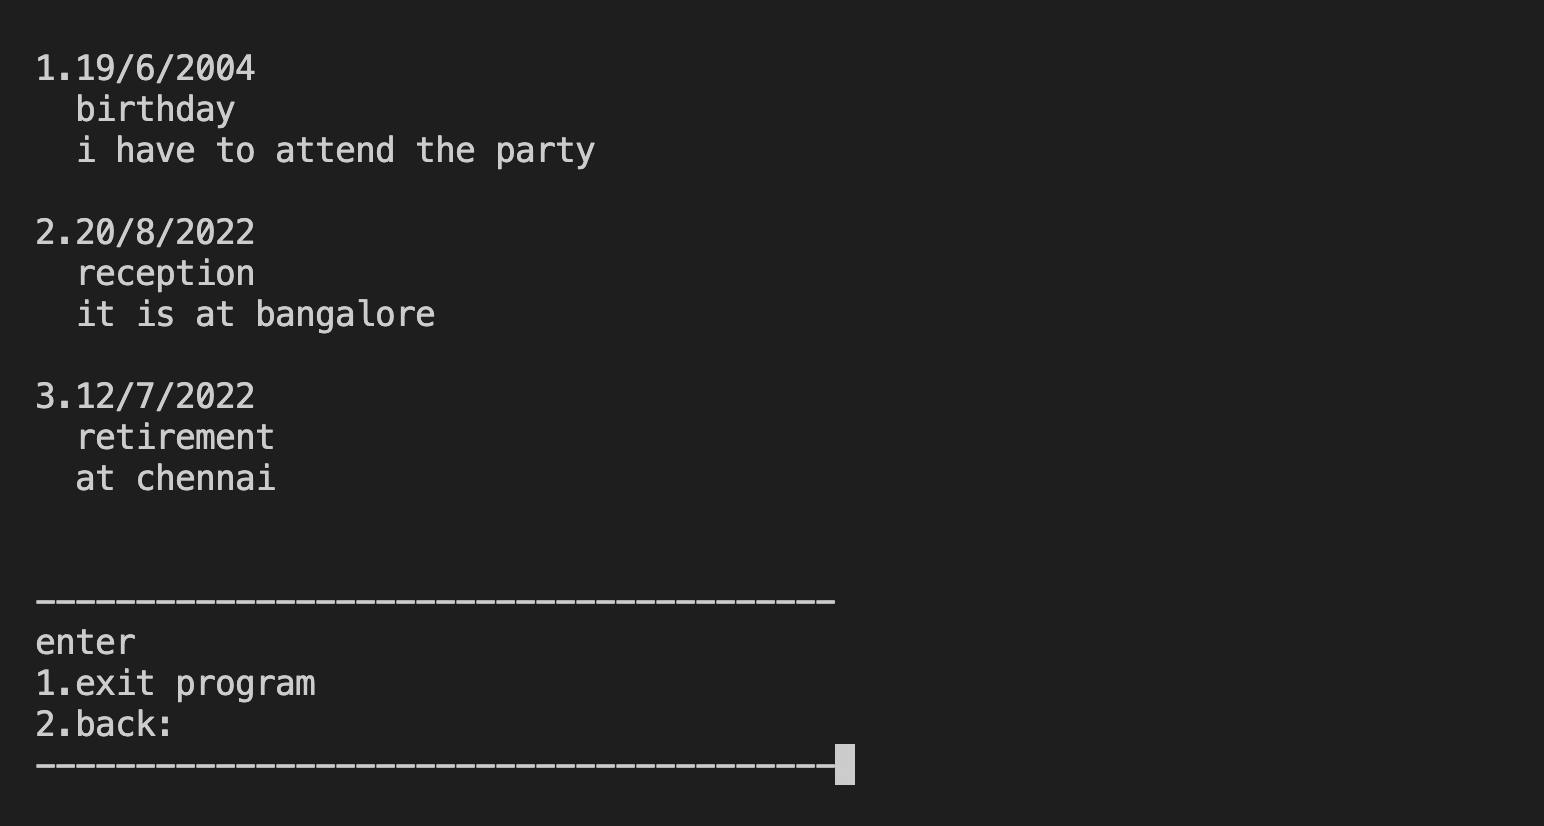 1.19/6/2004
  birthday
  i have to attend the party
2.20/8/2022
  reception
  it is at bangalore
3.12/7/2022
  retirement
  at chennai
----------------------------------------
enter
1.exit program
2.back:
----------------------------------------